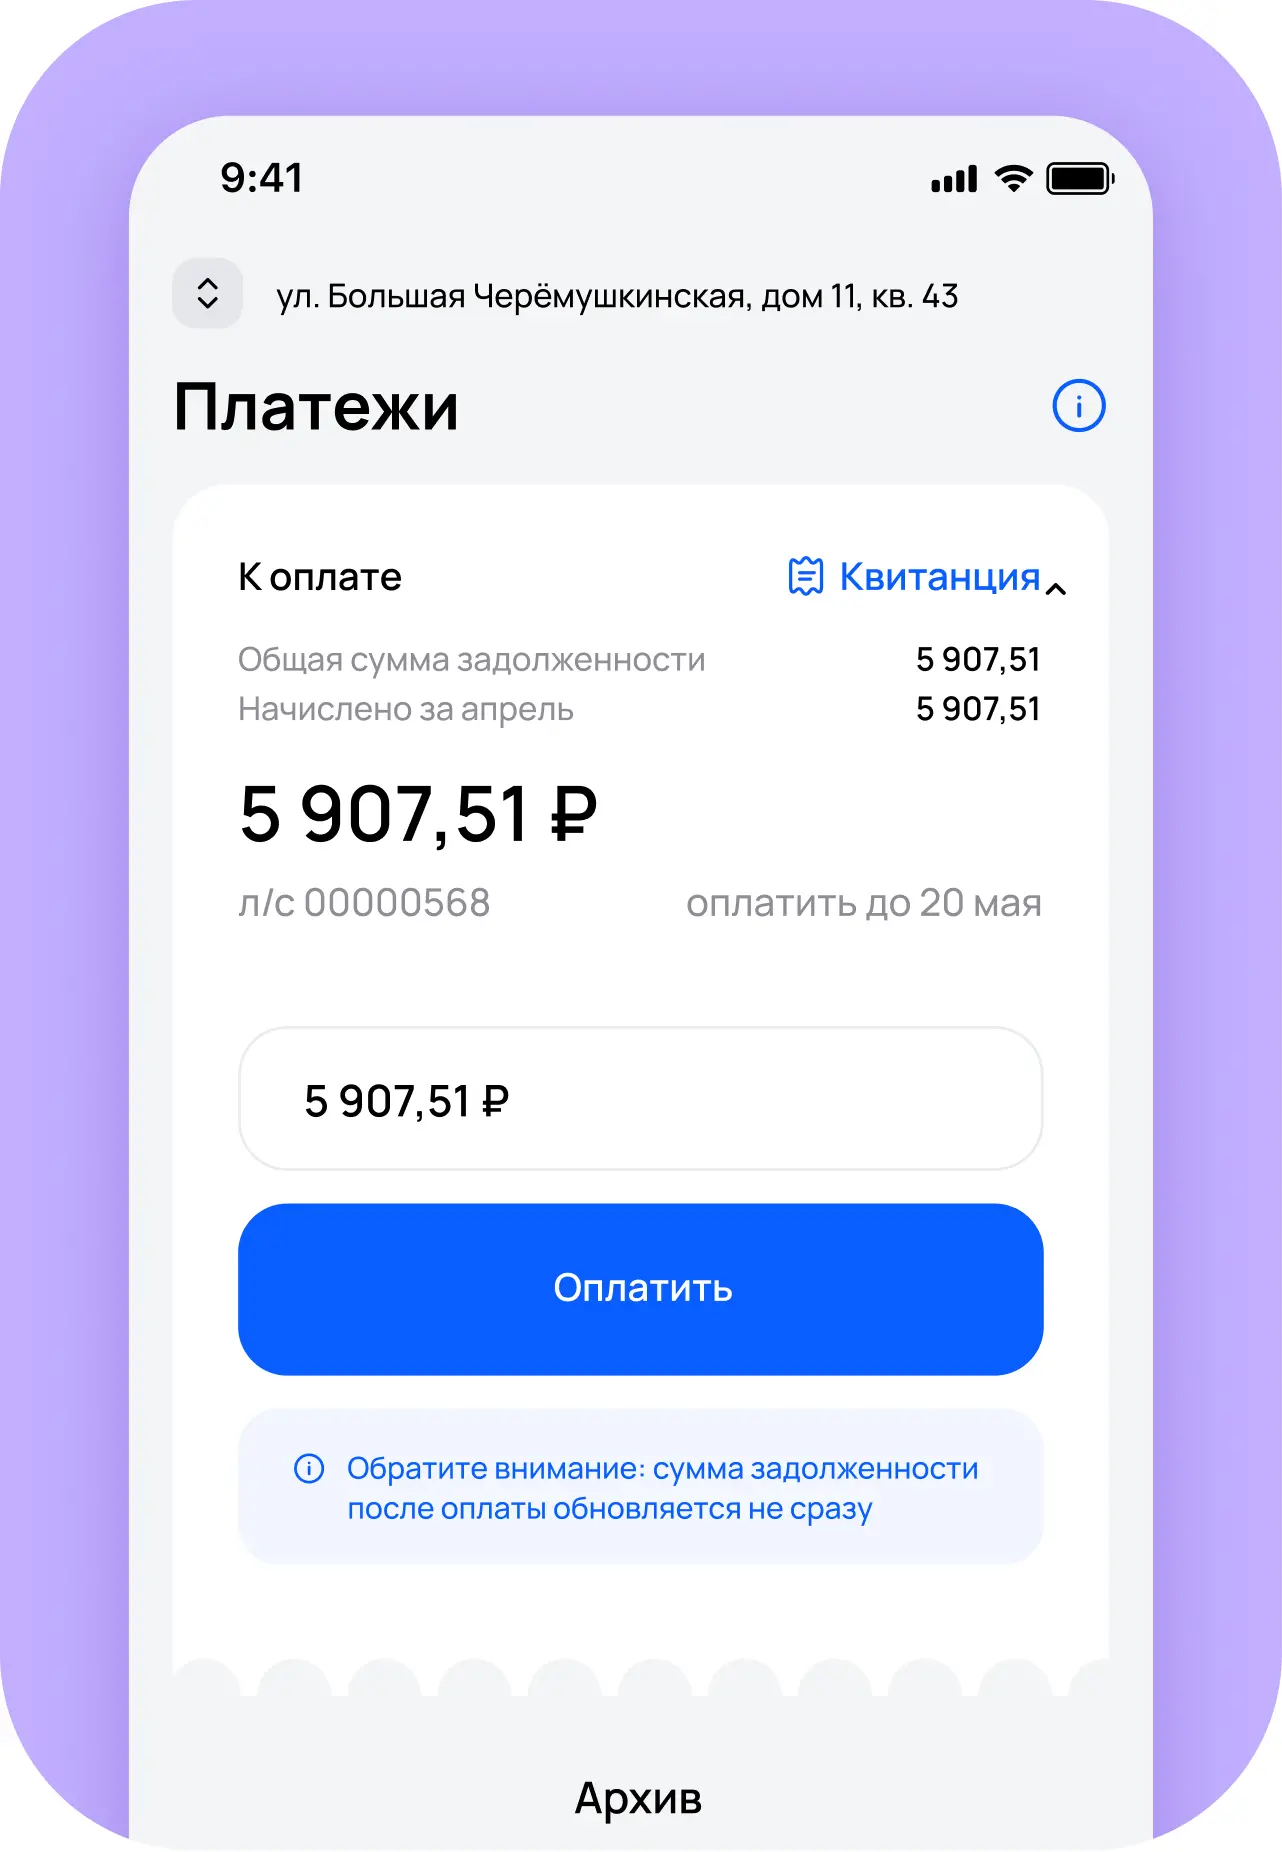 9:41
ул. Большая Черёмушкинская, дом 11, кв. 43
Платежи
К оплате Квитанция
Общая сумма задолженности 5 907,51
Начислено за апрель 5 907,51
5 907,51 ₽
л/с 00000568 оплатить до 20 мая
5 907,51 ₽
Оплатить
Обратите внимание: сумма задолженности
после оплаты обновляется не сразу
Архив